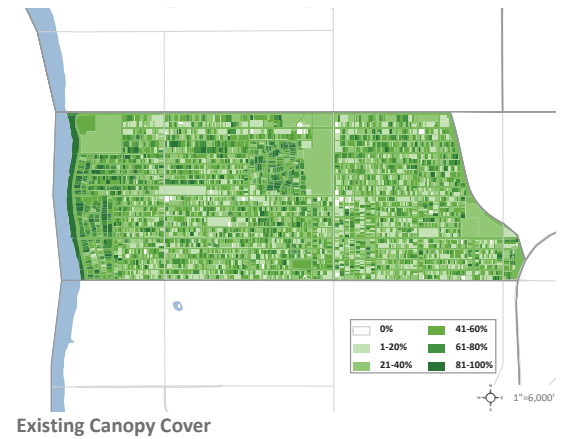 0% 41-60%
1-20% 61-80%
21-40% 81-100%
1"=6,000'
Existing Canopy Cover